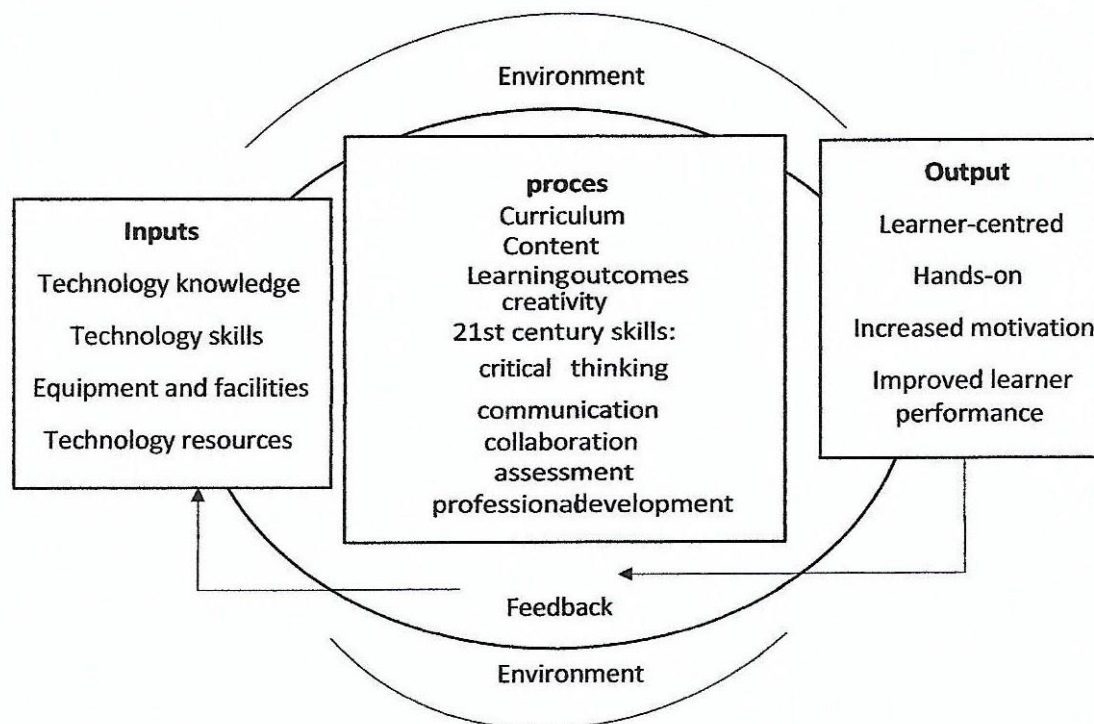 Environment
Inputs
Technology knowledge
Technology skills
Equipment and facilities
Technology resources
proces
Curriculum
Content
Learningoutcomes
creativity
21st century skills:
critical thinking
communication
collaboration
assessment
professionaldevelopment
Output
Learner-centred
Hands-on
Increased motivation
Improved learner
performance
Feedback
Environment